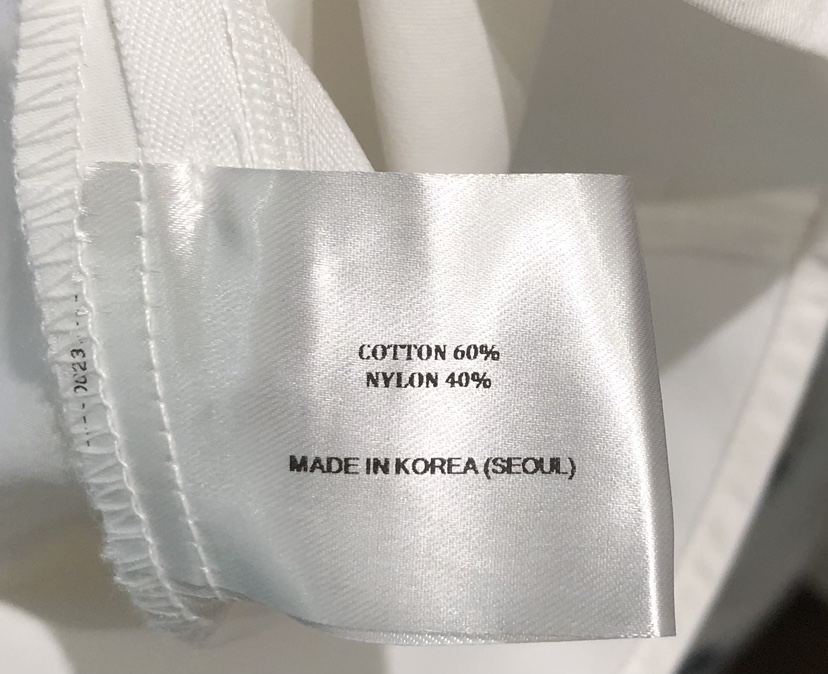 COTTON 60%
NYLON 40%
MADE IN KOREA (SEOUL)